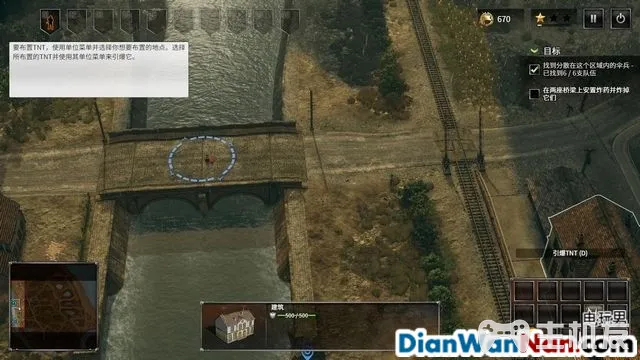 670
要布置TNT，使用单位菜单并选择你想要布置的地点。选择
所布置的TNT并使用其单位菜单来引爆它。
目标
找到分散在这个区域内的伞兵 -
已找到6 / 6支队伍
在两座桥梁上安置炸药并炸掉
它们
引爆TNT (D)
建筑
500 / 500
DianWanNan.com